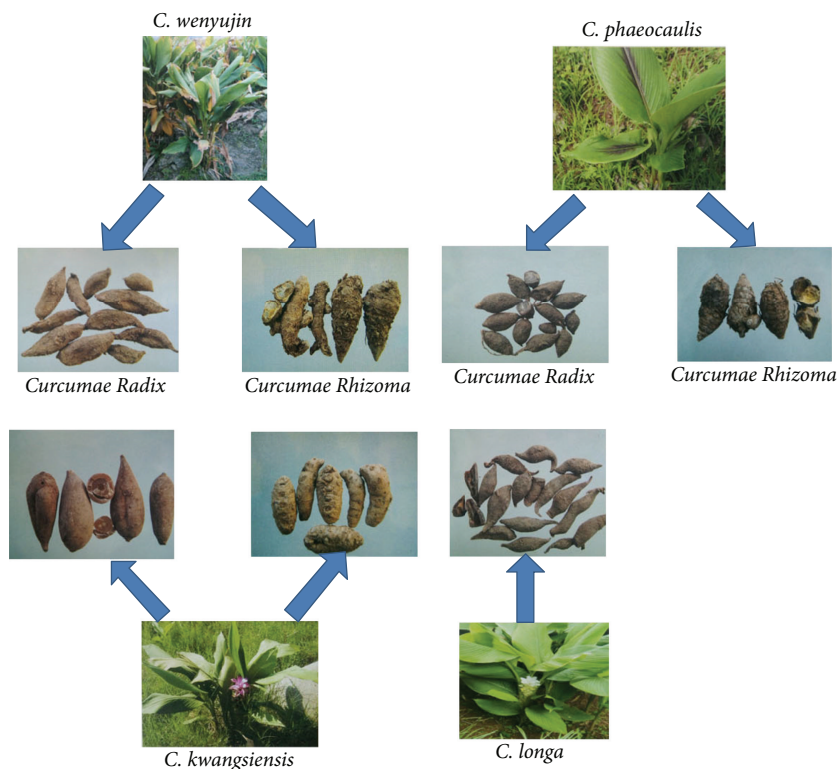 C. wenyujin
C. phaeocaulis
Curcumae Radix
Curcumae Rhizoma
Curcumae Radix
Curcumae Rhizoma
C. kwangsiensis
C. longa